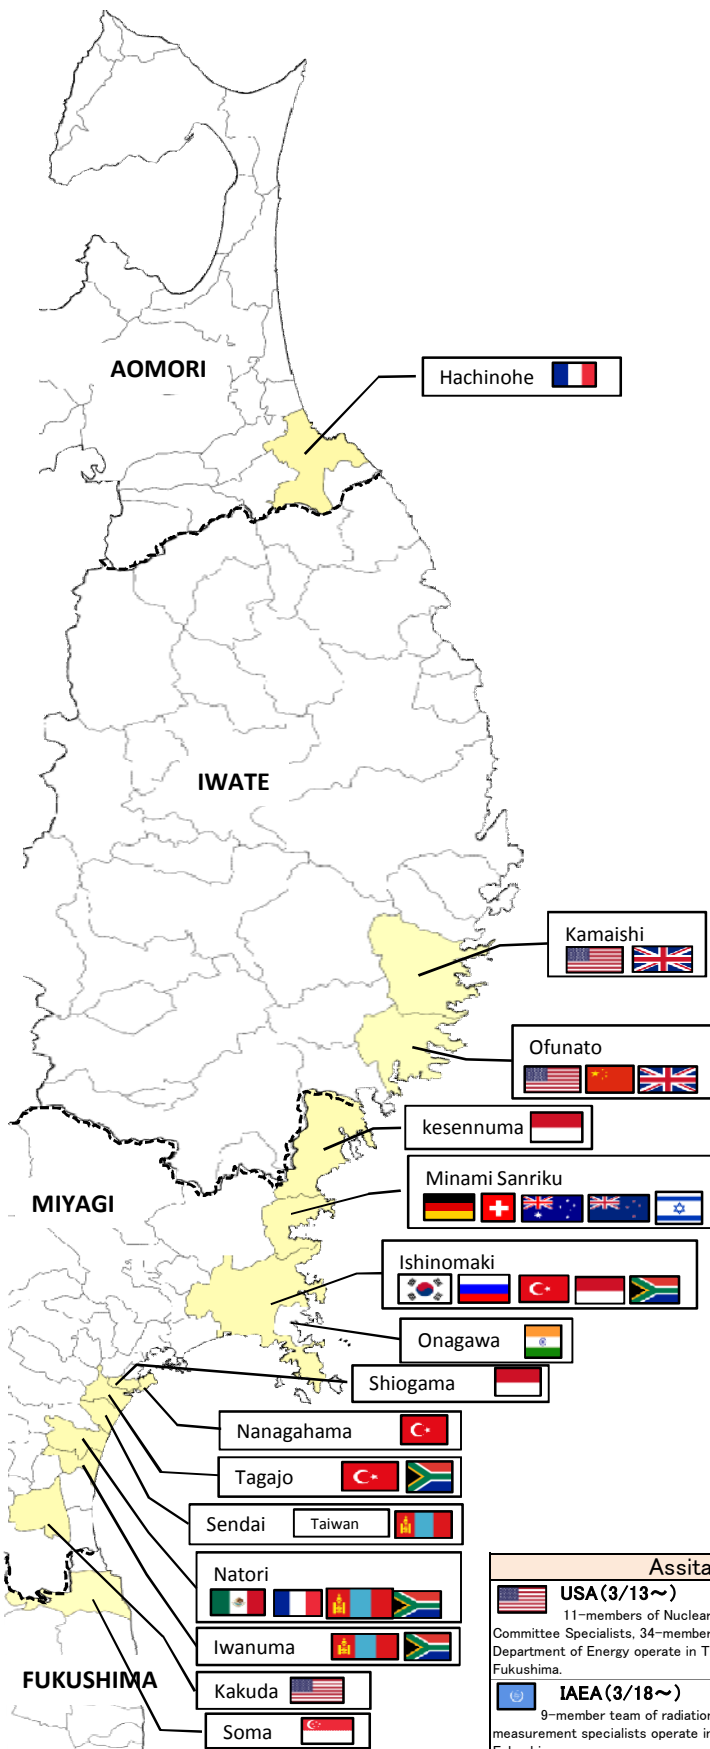 AOMORI
Hachinohe
IWATE
Kamaishi
Ofunato
kesennuma
MIYAGI
Minami Sanriku
Ishinomaki
Onagawa
Shiogama
Nanagahama
Tagajo
Sendai Taiwan
Natori
Iwanuma
FUKUSHIMA
Kakuda
Soma
Assita
USA(3/13～)
11-members of Nuclear
Committee Specialists, 34-member
Department of Energy operate in T
Fukushima.
IAEA(3/18～)
9-member team of radiation
measurement specialists operate in